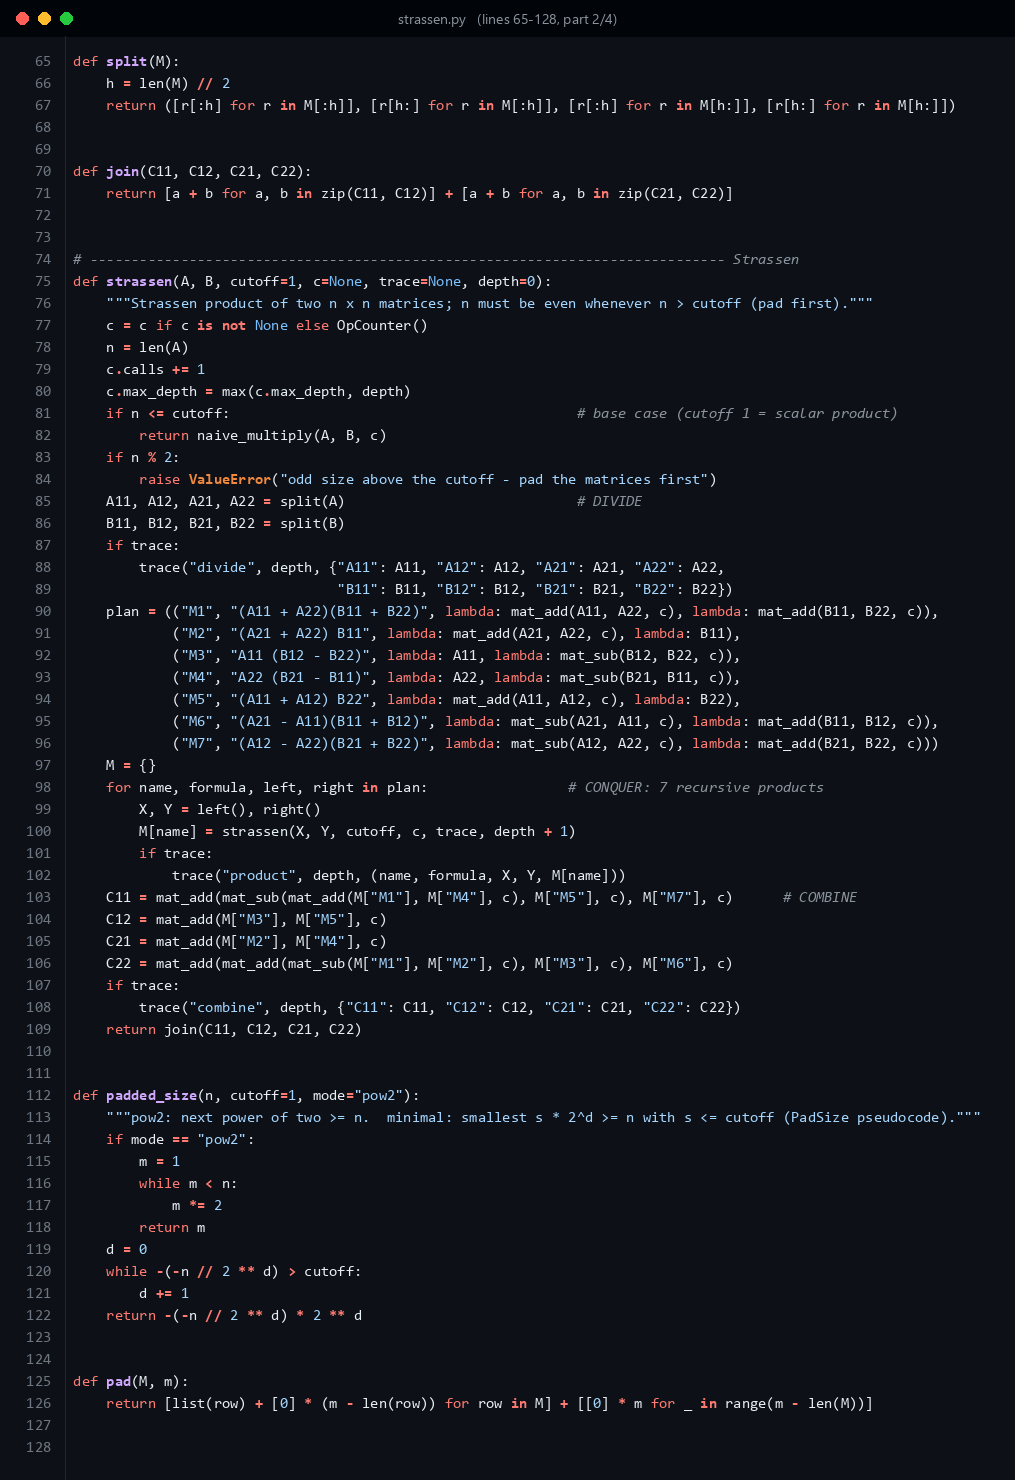 strassen.py   (lines 65-128, part 2/4)
65 def split(M):
66     h = len(M) // 2
67     return ([r[:h] for r in M[:h]], [r[h:] for r in M[:h]], [r[:h] for r in M[h:]], [r[h:] for r in M[h:]])
68
69
70 def join(C11, C12, C21, C22):
71     return [a + b for a, b in zip(C11, C12)] + [a + b for a, b in zip(C21, C22)]
72
73
74 # ----------------------------------------------------------------------------- Strassen
75 def strassen(A, B, cutoff=1, c=None, trace=None, depth=0):
76     """Strassen product of two n x n matrices; n must be even whenever n > cutoff (pad first)."""
77     c = c if c is not None else OpCounter()
78     n = len(A)
79     c.calls += 1
80     c.max_depth = max(c.max_depth, depth)
81     if n <= cutoff:                                          # base case (cutoff 1 = scalar product)
82         return naive_multiply(A, B, c)
83     if n % 2:
84         raise ValueError("odd size above the cutoff - pad the matrices first")
85     A11, A12, A21, A22 = split(A)                            # DIVIDE
86     B11, B12, B21, B22 = split(B)
87     if trace:
88         trace("divide", depth, {"A11": A11, "A12": A12, "A21": A21, "A22": A22,
89                                 "B11": B11, "B12": B12, "B21": B21, "B22": B22})
90     plan = (("M1", "(A11 + A22)(B11 + B22)", lambda: mat_add(A11, A22, c), lambda: mat_add(B11, B22, c)),
91             ("M2", "(A21 + A22) B11", lambda: mat_add(A21, A22, c), lambda: B11),
92             ("M3", "A11 (B12 - B22)", lambda: A11, lambda: mat_sub(B12, B22, c)),
93             ("M4", "A22 (B21 - B11)", lambda: A22, lambda: mat_sub(B21, B11, c)),
94             ("M5", "(A11 + A12) B22", lambda: mat_add(A11, A12, c), lambda: B22),
95             ("M6", "(A21 - A11)(B11 + B12)", lambda: mat_sub(A21, A11, c), lambda: mat_add(B11, B12, c)),
96             ("M7", "(A12 - A22)(B21 + B22)", lambda: mat_sub(A12, A22, c), lambda: mat_add(B21, B22, c)))
97     M = {}
98     for name, formula, left, right in plan:                 # CONQUER: 7 recursive products
99         X, Y = left(), right()
100         M[name] = strassen(X, Y, cutoff, c, trace, depth + 1)
101         if trace:
102             trace("product", depth, (name, formula, X, Y, M[name]))
103     C11 = mat_add(mat_sub(mat_add(M["M1"], M["M4"], c), M["M5"], c), M["M7"], c)      # COMBINE
104     C12 = mat_add(M["M3"], M["M5"], c)
105     C21 = mat_add(M["M2"], M["M4"], c)
106     C22 = mat_add(mat_add(mat_sub(M["M1"], M["M2"], c), M["M3"], c), M["M6"], c)
107     if trace:
108         trace("combine", depth, {"C11": C11, "C12": C12, "C21": C21, "C22": C22})
109     return join(C11, C12, C21, C22)
110
111
112 def padded_size(n, cutoff=1, mode="pow2"):
113     """pow2: next power of two >= n.  minimal: smallest s * 2^d >= n with s <= cutoff (PadSize pseudocode)."""
114     if mode == "pow2":
115         m = 1
116         while m < n:
117             m *= 2
118         return m
119     d = 0
120     while -(-n // 2 ** d) > cutoff:
121         d += 1
122     return -(-n // 2 ** d) * 2 ** d
123
124
125 def pad(M, m):
126     return [list(row) + [0] * (m - len(row)) for row in M] + [[0] * m for _ in range(m - len(M))]
127
128